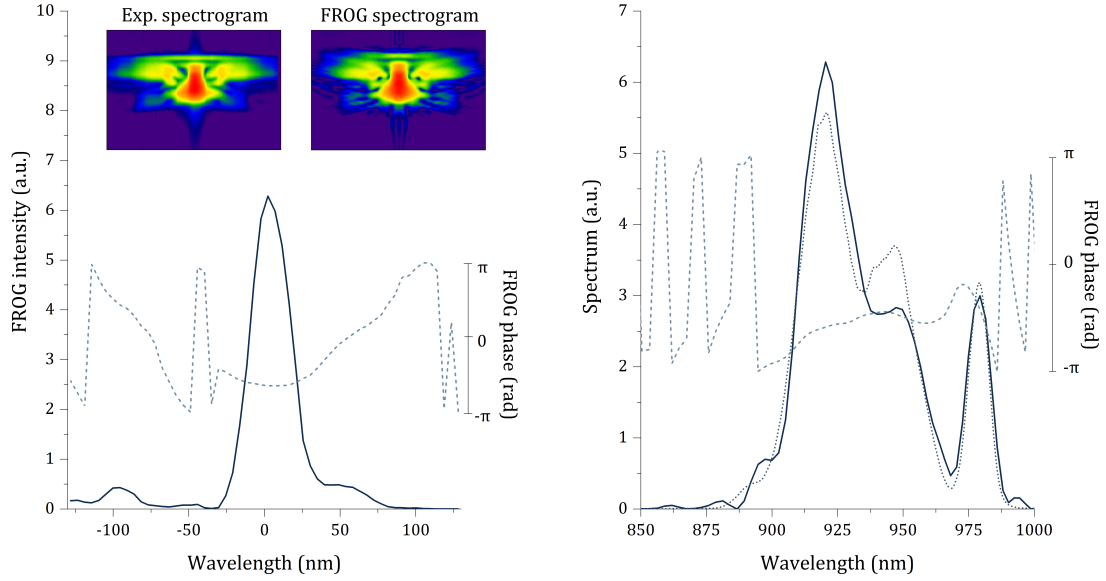 Exp. spectrogram
FROG spectrogram
FROG intensity (a.u.)
10
9
8
7
6
5
4
3
2
1
0
-100
-50
0
50
100
Wavelength (nm)
π
0
-π
FROG phase (rad)
Spectrum (a.u.)
7
6
5
4
3
2
1
0
850
875
900
925
950
975
1000
Wavelength (nm)
π
0
-π
FROG phase (rad)